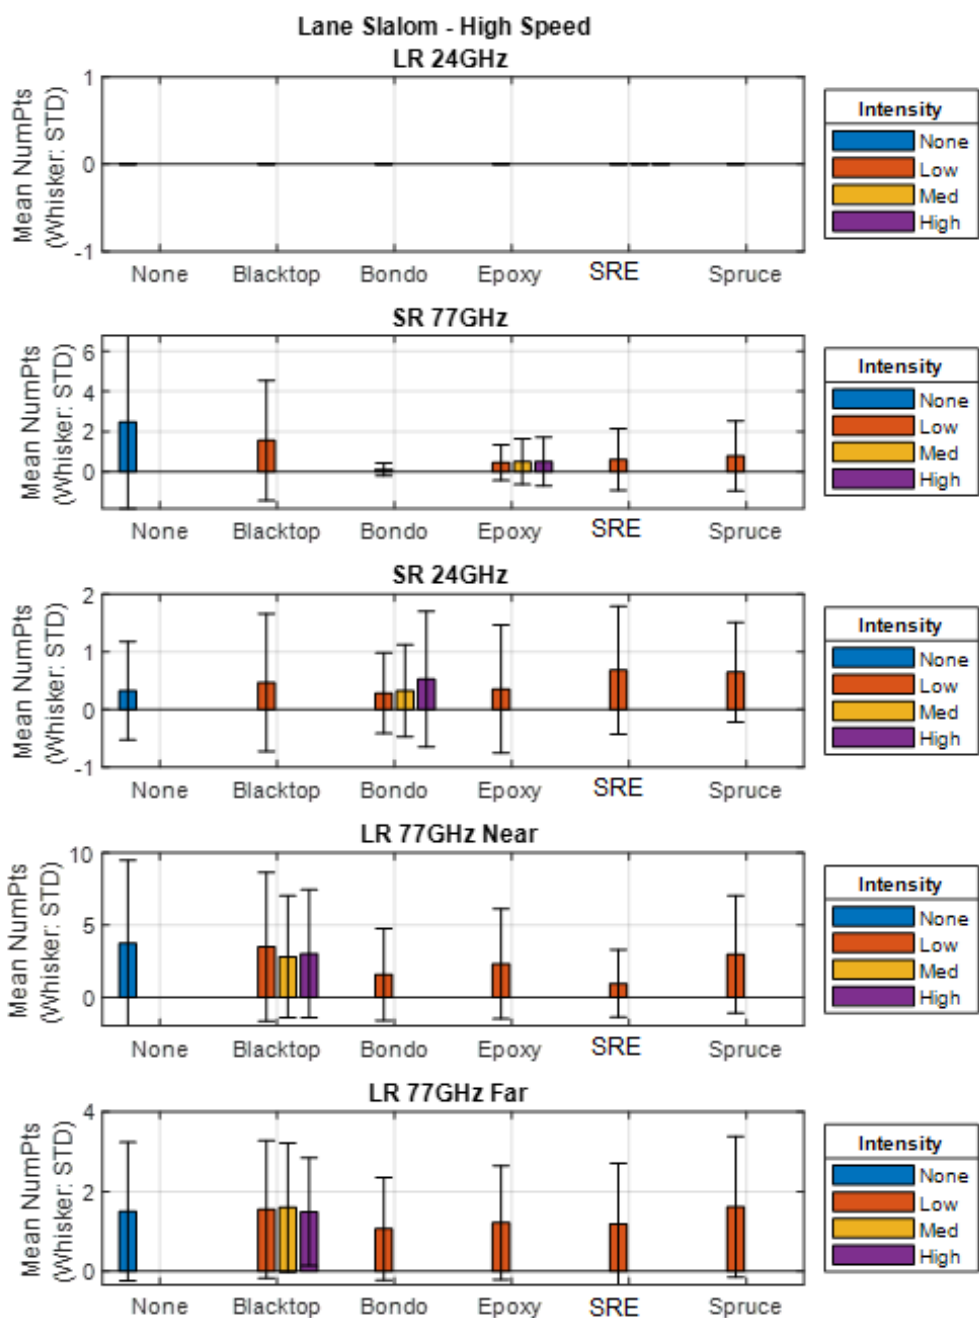 Lane Slalom - High Speed
LR 24GHz
Mean NumPts
(Whisker: STD)
1
0
-1
None Blacktop Bondo Epoxy SRE Spruce
Intensity
None
Low
Med
High
SR 77GHz
Mean NumPts
(Whisker: STD)
6
4
2
0
None Blacktop Bondo Epoxy SRE Spruce
Intensity
None
Low
Med
High
SR 24GHz
Mean NumPts
(Whisker: STD)
2
1
0
-1
None Blacktop Bondo Epoxy SRE Spruce
Intensity
None
Low
Med
High
LR 77GHz Near
Mean NumPts
(Whisker: STD)
10
5
0
None Blacktop Bondo Epoxy SRE Spruce
Intensity
None
Low
Med
High
LR 77GHz Far
Mean NumPts
(Whisker: STD)
4
2
0
None Blacktop Bondo Epoxy SRE Spruce
Intensity
None
Low
Med
High